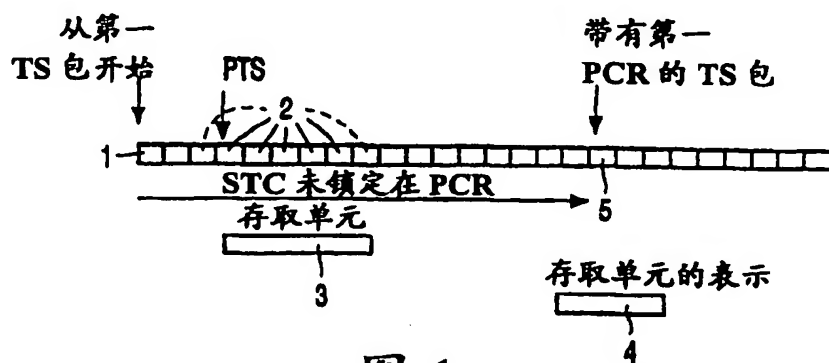 从第一
TS 包开始
PTS
2
带有第一
PCR 的 TS 包
1
STC 未锁定在 PCR
5
存取单元
3
存取单元的表示
4